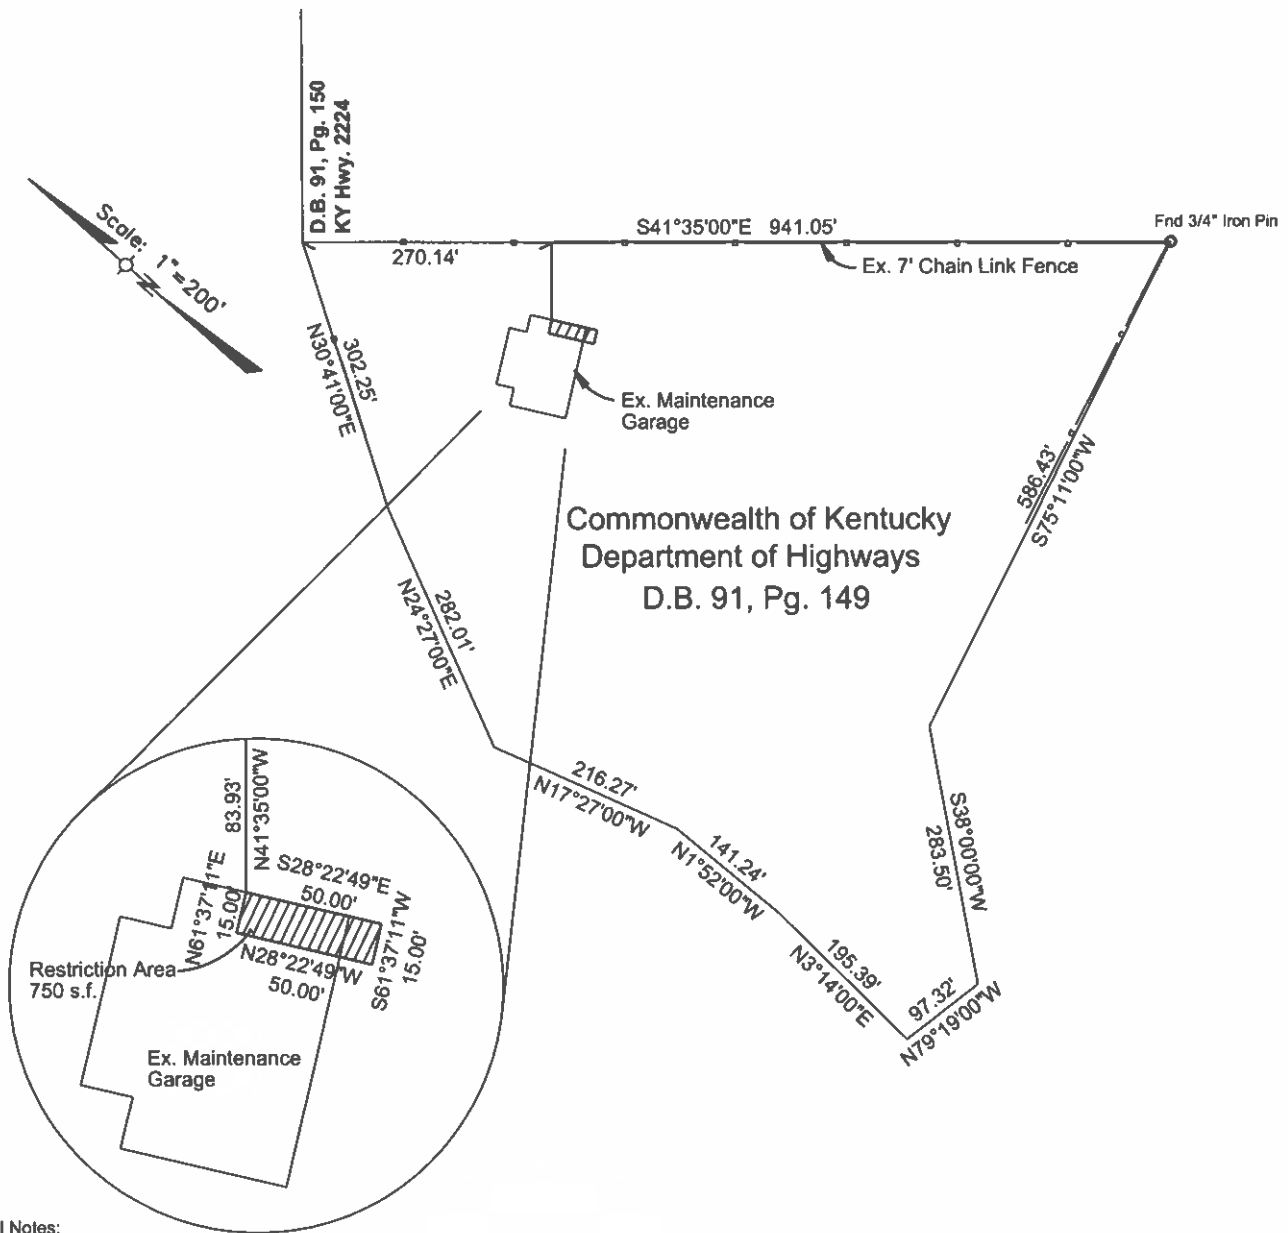 D.B. 91, Pg. 150
KY Hwy. 2224
Scale: 1"=200'
N
S41°35'00"E 941.05'
Fnd 3/4" Iron Pin
270.14'
Ex. 7' Chain Link Fence
302.25'
N30°41'00"E
Ex. Maintenance
Garage
586.43'
S75°11'00"W
Commonwealth of Kentucky
Department of Highways
D.B. 91, Pg. 149
282.01'
N24°27'00"E
216.27'
N17°27'00"W
141.24'
N1°52'00"W
S38°00'00"W
283.50'
195.39'
N3°14'00"E
97.32'
N79°19'00"W
83.93'
N41°35'00"W
S28°22'49"E
50.00'
N61°37'11"E
15.00'
S61°37'11"W
15.00'
N28°22'49"W
50.00'
Restriction Area
750 s.f.
Ex. Maintenance
Garage
l Notes: